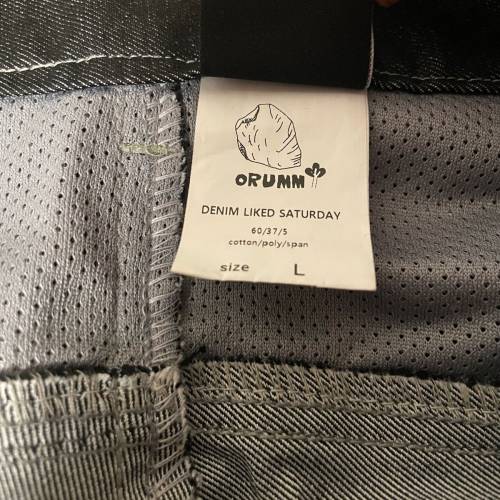 ORUMM
DENIM LIKED SATURDAY
60/37/5
cotton/poly/span
size L